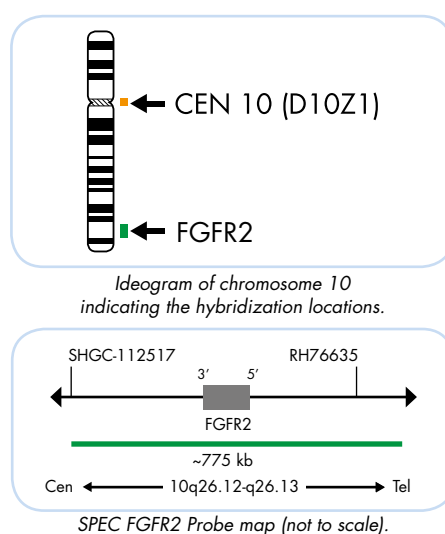 CEN 10 (D10Z1)
FGFR2
Ideogram of chromosome 10
indicating the hybridization locations.
SHGC-112517 RH76635
3’ 5’
FGFR2
~775 kb
Cen 10q26.12-q26.13 Tel
SPEC FGFR2 Probe map (not to scale).